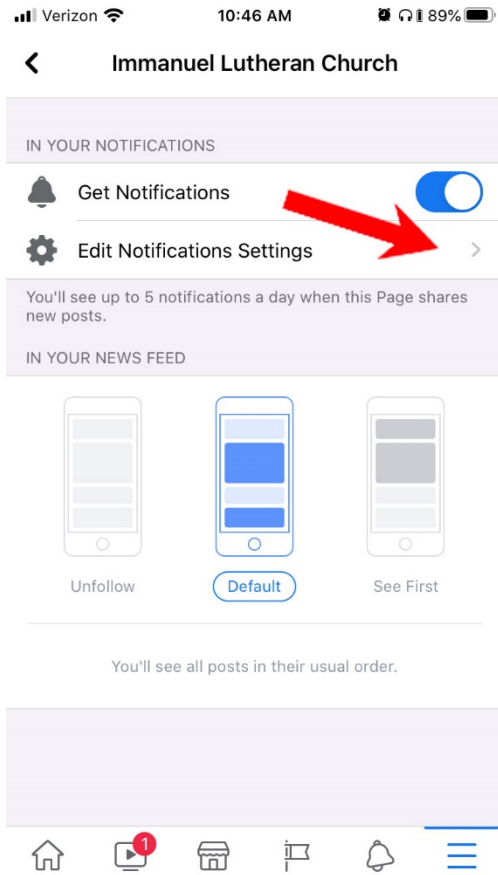 Verizon 10:46 AM 89%
Immanuel Lutheran Church
IN YOUR NOTIFICATIONS
Get Notifications
Edit Notifications Settings
You'll see up to 5 notifications a day when this Page shares
new posts.
IN YOUR NEWS FEED
Unfollow Default See First
You'll see all posts in their usual order.
1